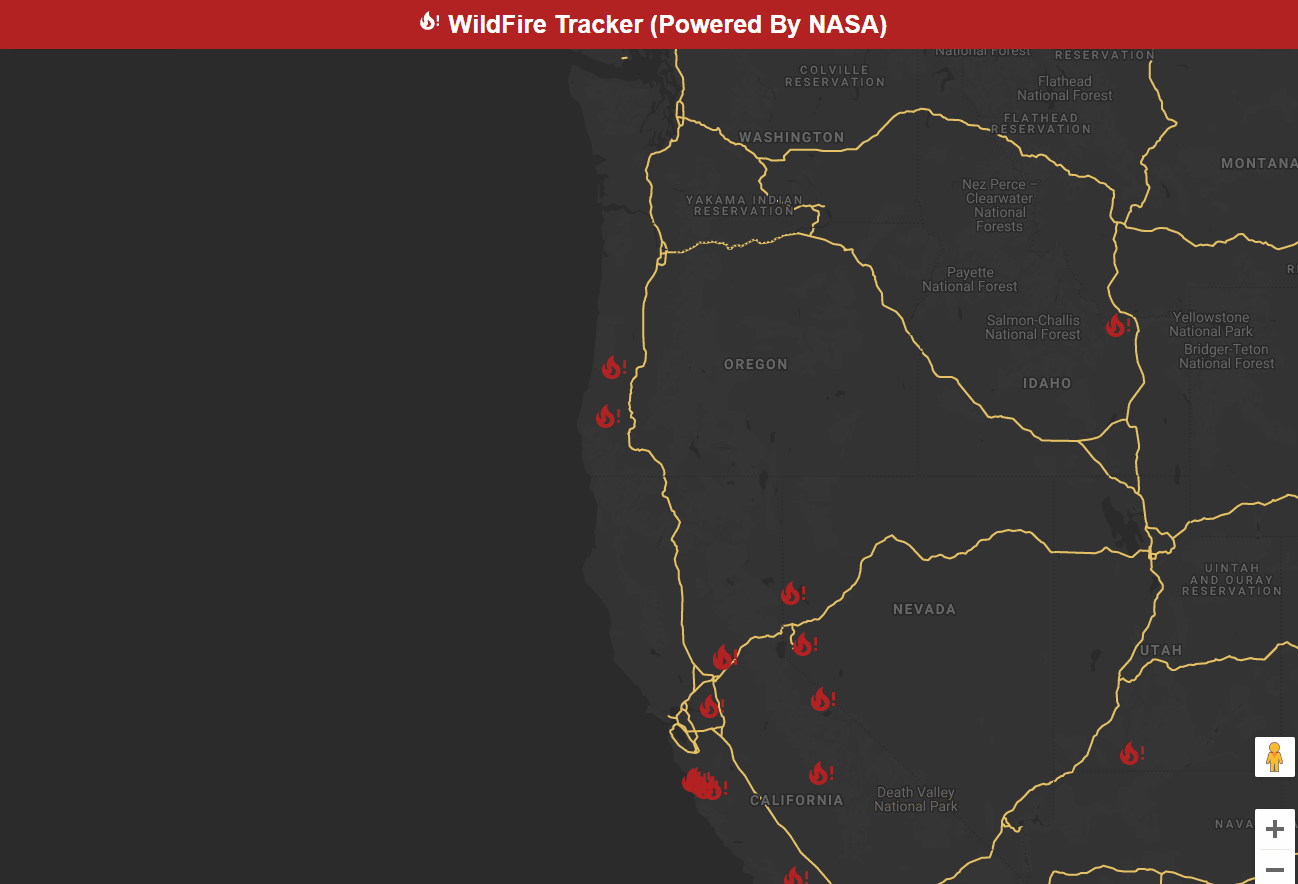 WildFire Tracker (Powered By NASA)
National Forest
RESERVATION
COLVILLE
RESERVATION
Flathead
National Forest
FLATHEAD
RESERVATION
WASHINGTON
MONTANA
Nez Perce –
Clearwater
National
Forests
YAKAMA INDIAN
RESERVATION
Payette
National Forest
R
Salmon-Challis
National Forest
Yellowstone
National Park
Bridger-Teton
National Forest
OREGON
IDAHO
UINTAH
AND OURAY
RESERVATION
NEVADA
UTAH
Death Valley
National Park
CALIFORNIA
NAVA